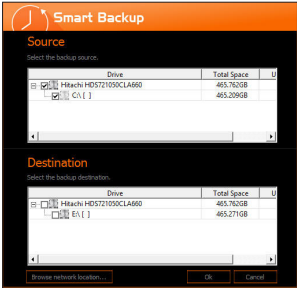 Smart Backup
Source
Select the backup source.
Drive Total Space U
Hitachi HDS721050CLA660 465.762GB
C:\ [ ] 465.209GB
Destination
Select the backup destination.
Drive Total Space U
Hitachi HDS721050CLA660 465.762GB
E:\ [ ] 465.271GB
Browse network location... Ok Cancel